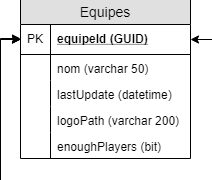 Equipes
PK equipeId (GUID)
nom (varchar 50)
lastUpdate (datetime)
logoPath (varchar 200)
enoughPlayers (bit)